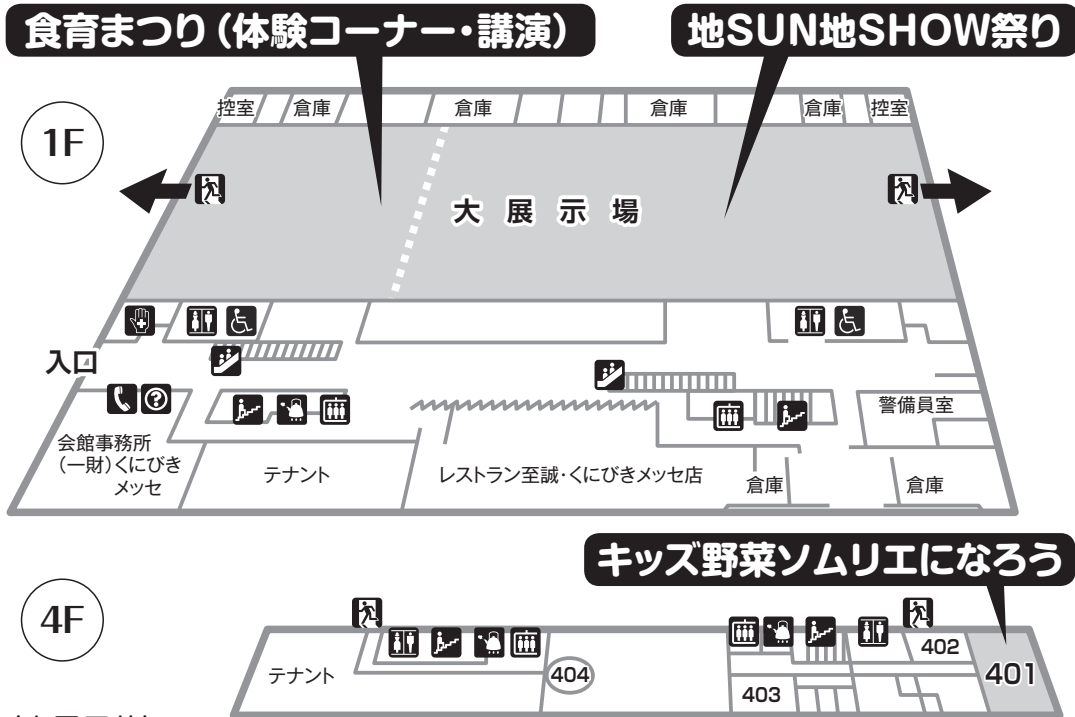 食育まつり（体験コーナー・講演）
地SUN地SHOW祭り
1F
控室
倉庫
倉庫
倉庫
倉庫
控室
大展示場
入口
会館事務所
（一財）くにびき
メッセ
テナント
レストラン至誠・くにびきメッセ店
倉庫
警備員室
倉庫
キッズ野菜ソムリエになろう
4F
テナント
404
403
402
401